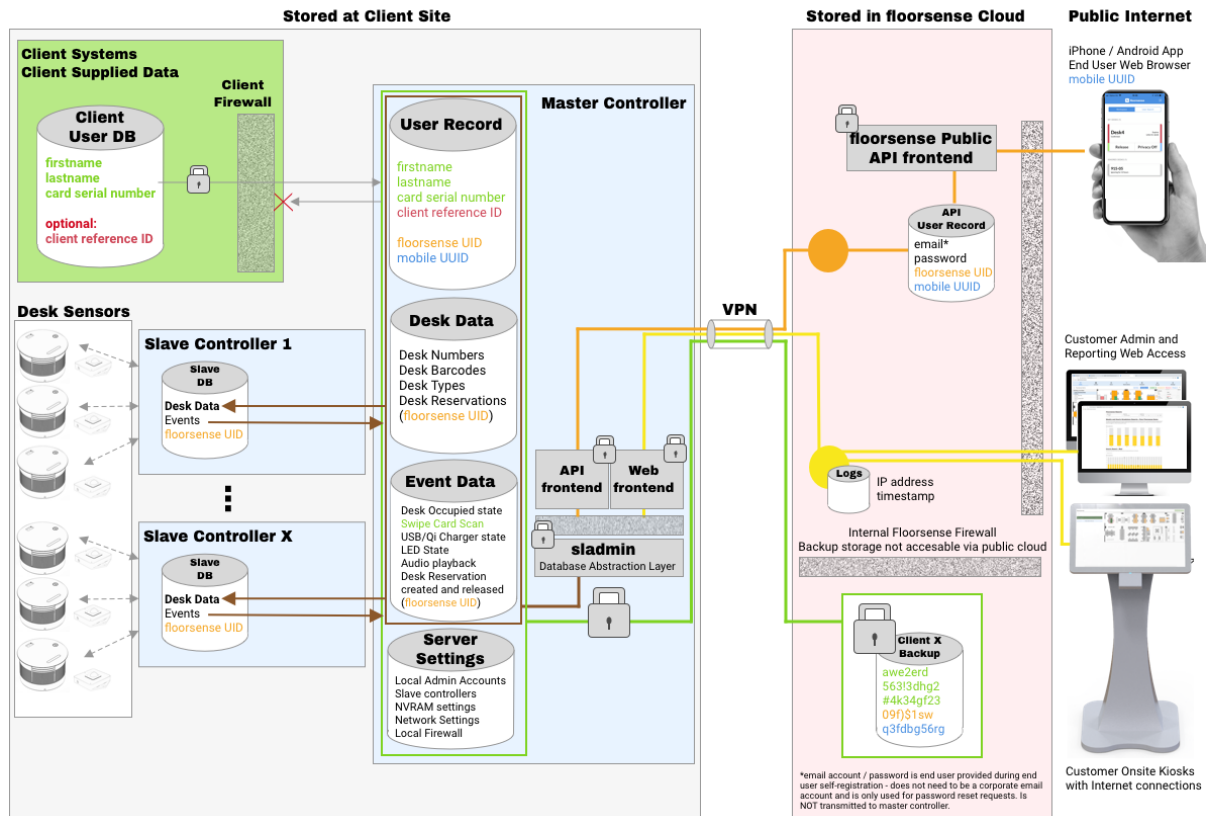 Stored at Client Site
Stored in floorsense Cloud
Public Internet
Client Systems
Client Supplied Data
Client
Firewall
Client
User DB
firstname
lastname
card serial number
optional:
client reference ID
Master Controller
User Record
firstname
lastname
card serial number
client reference ID
floorsense UID
mobile UUID
Desk Data
Desk Numbers
Desk Barcodes
Desk Types
Desk Reservations
(floorsense UID)
Event Data
Desk Occupied state
Swipe Card Scan
USB/Qi Charger state
LED State
Audio playback
Desk Reservation
created and released
(floorsense UID)
Server
Settings
Local Admin Accounts
Slave controllers
NVRAM settings
Network Settings
Local Firewall
Desk Sensors
Slave Controller 1
Slave
DB
Desk Data
Events
floorsense UID
Slave Controller X
Slave
DB
Desk Data
Events
floorsense UID
API
frontend
Web
frontend
sladmin
Database Abstraction Layer
VPN
floorsense Public
API frontend
API
User Record
email*
password
floorsense UID
mobile UUID
Logs
IP address
timestamp
Internal Floorsense Firewall
Backup storage not accesable via public cloud
Client X
Backup
awe2erd
563!3dhg2
#4k34gf23
09f)$1sw
q3fdbg56rg
*email account / password is end user provided during end
user self-registration - does not need to be a corporate email
account and is only used for password reset requests. Is
NOT transmitted to master controller.
iPhone / Android App
End User Web Browser
mobile UUID
Desk4
Release
Privacy Off
Customer Admin and
Reporting Web Access
Customer Onsite Kiosks
with Internet connections